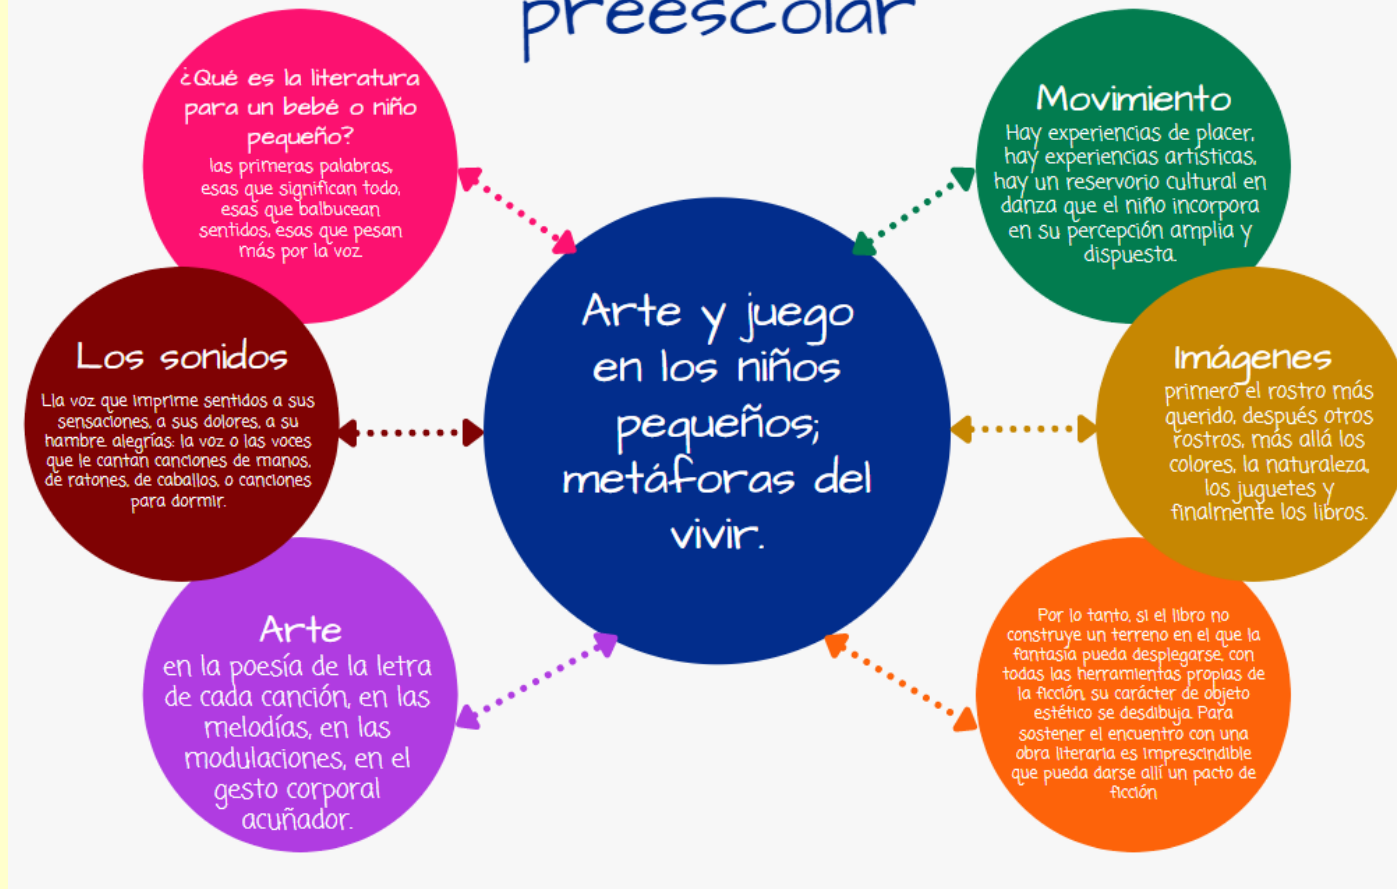 preescolar
¿Qué es la literatura
para un bebé o niño
pequeño?
las primeras palabras,
esas que significan todo,
esas que balbucean
sentidos, esas que pesan
más por la voz
Los sonidos
Lla voz que imprime sentidos a sus
sensaciones, a sus dolores, a su
hambre. alegrías: la voz o las voces
que le cantan canciones de manos,
de ratones, de caballos, o canciones
para dormir.
Arte
en la poesía de la letra
de cada canción, en las
melodías, en las
modulaciones, en el
gesto corporal
acuñador.
Arte y juego
en los niños
pequeños;
metáforas del
vivir.
Movimiento
Hay experiencias de placer,
hay experiencias artísticas,
hay un reservorio cultural en
danza que el niño incorpora
en su percepción amplia y
dispuesta.
Imágenes
primero el rostro más
querido, después otros
rostros, más allá los
colores, la naturaleza,
los juguetes y
finalmente los libros.
Por lo tanto, si el libro no
construye un terreno en el que la
fantasía pueda desplegarse, con
todas las herramientas propias de
la ficción, su carácter de objeto
estético se desdibuja. Para
sostener el encuentro con una
obra literaria es imprescindible
que pueda darse allí un pacto de
ficción